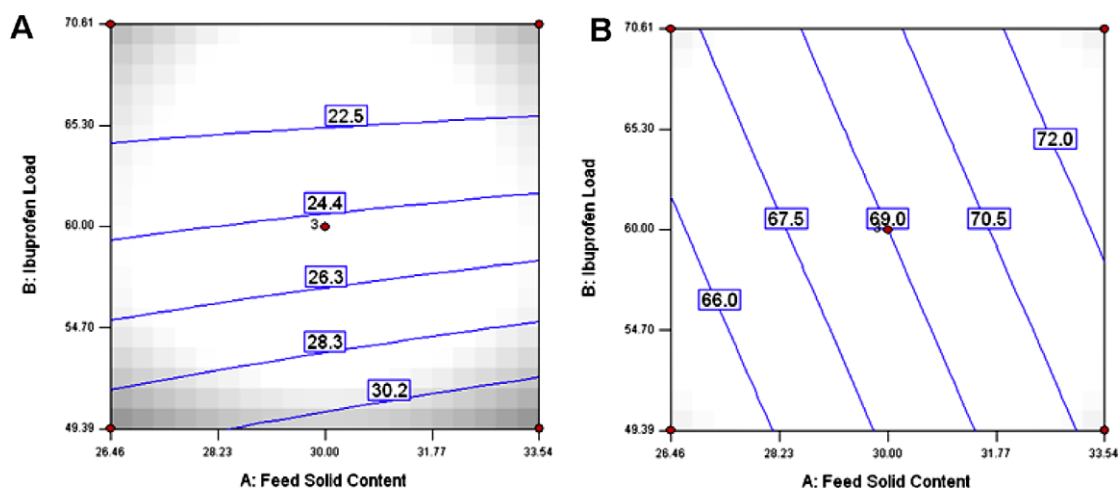 A
70.61
65.30
60.00
54.70
49.39
B: Ibuprofen Load
22.5
24.4
3
26.3
28.3
30.2
26.46 28.23 30.00 31.77 33.54
A: Feed Solid Content
B
70.61
65.30
60.00
54.70
49.39
B: Ibuprofen Load
72.0
67.5 69.0 70.5
3
66.0
26.46 28.23 30.00 31.77 33.54
A: Feed Solid Content